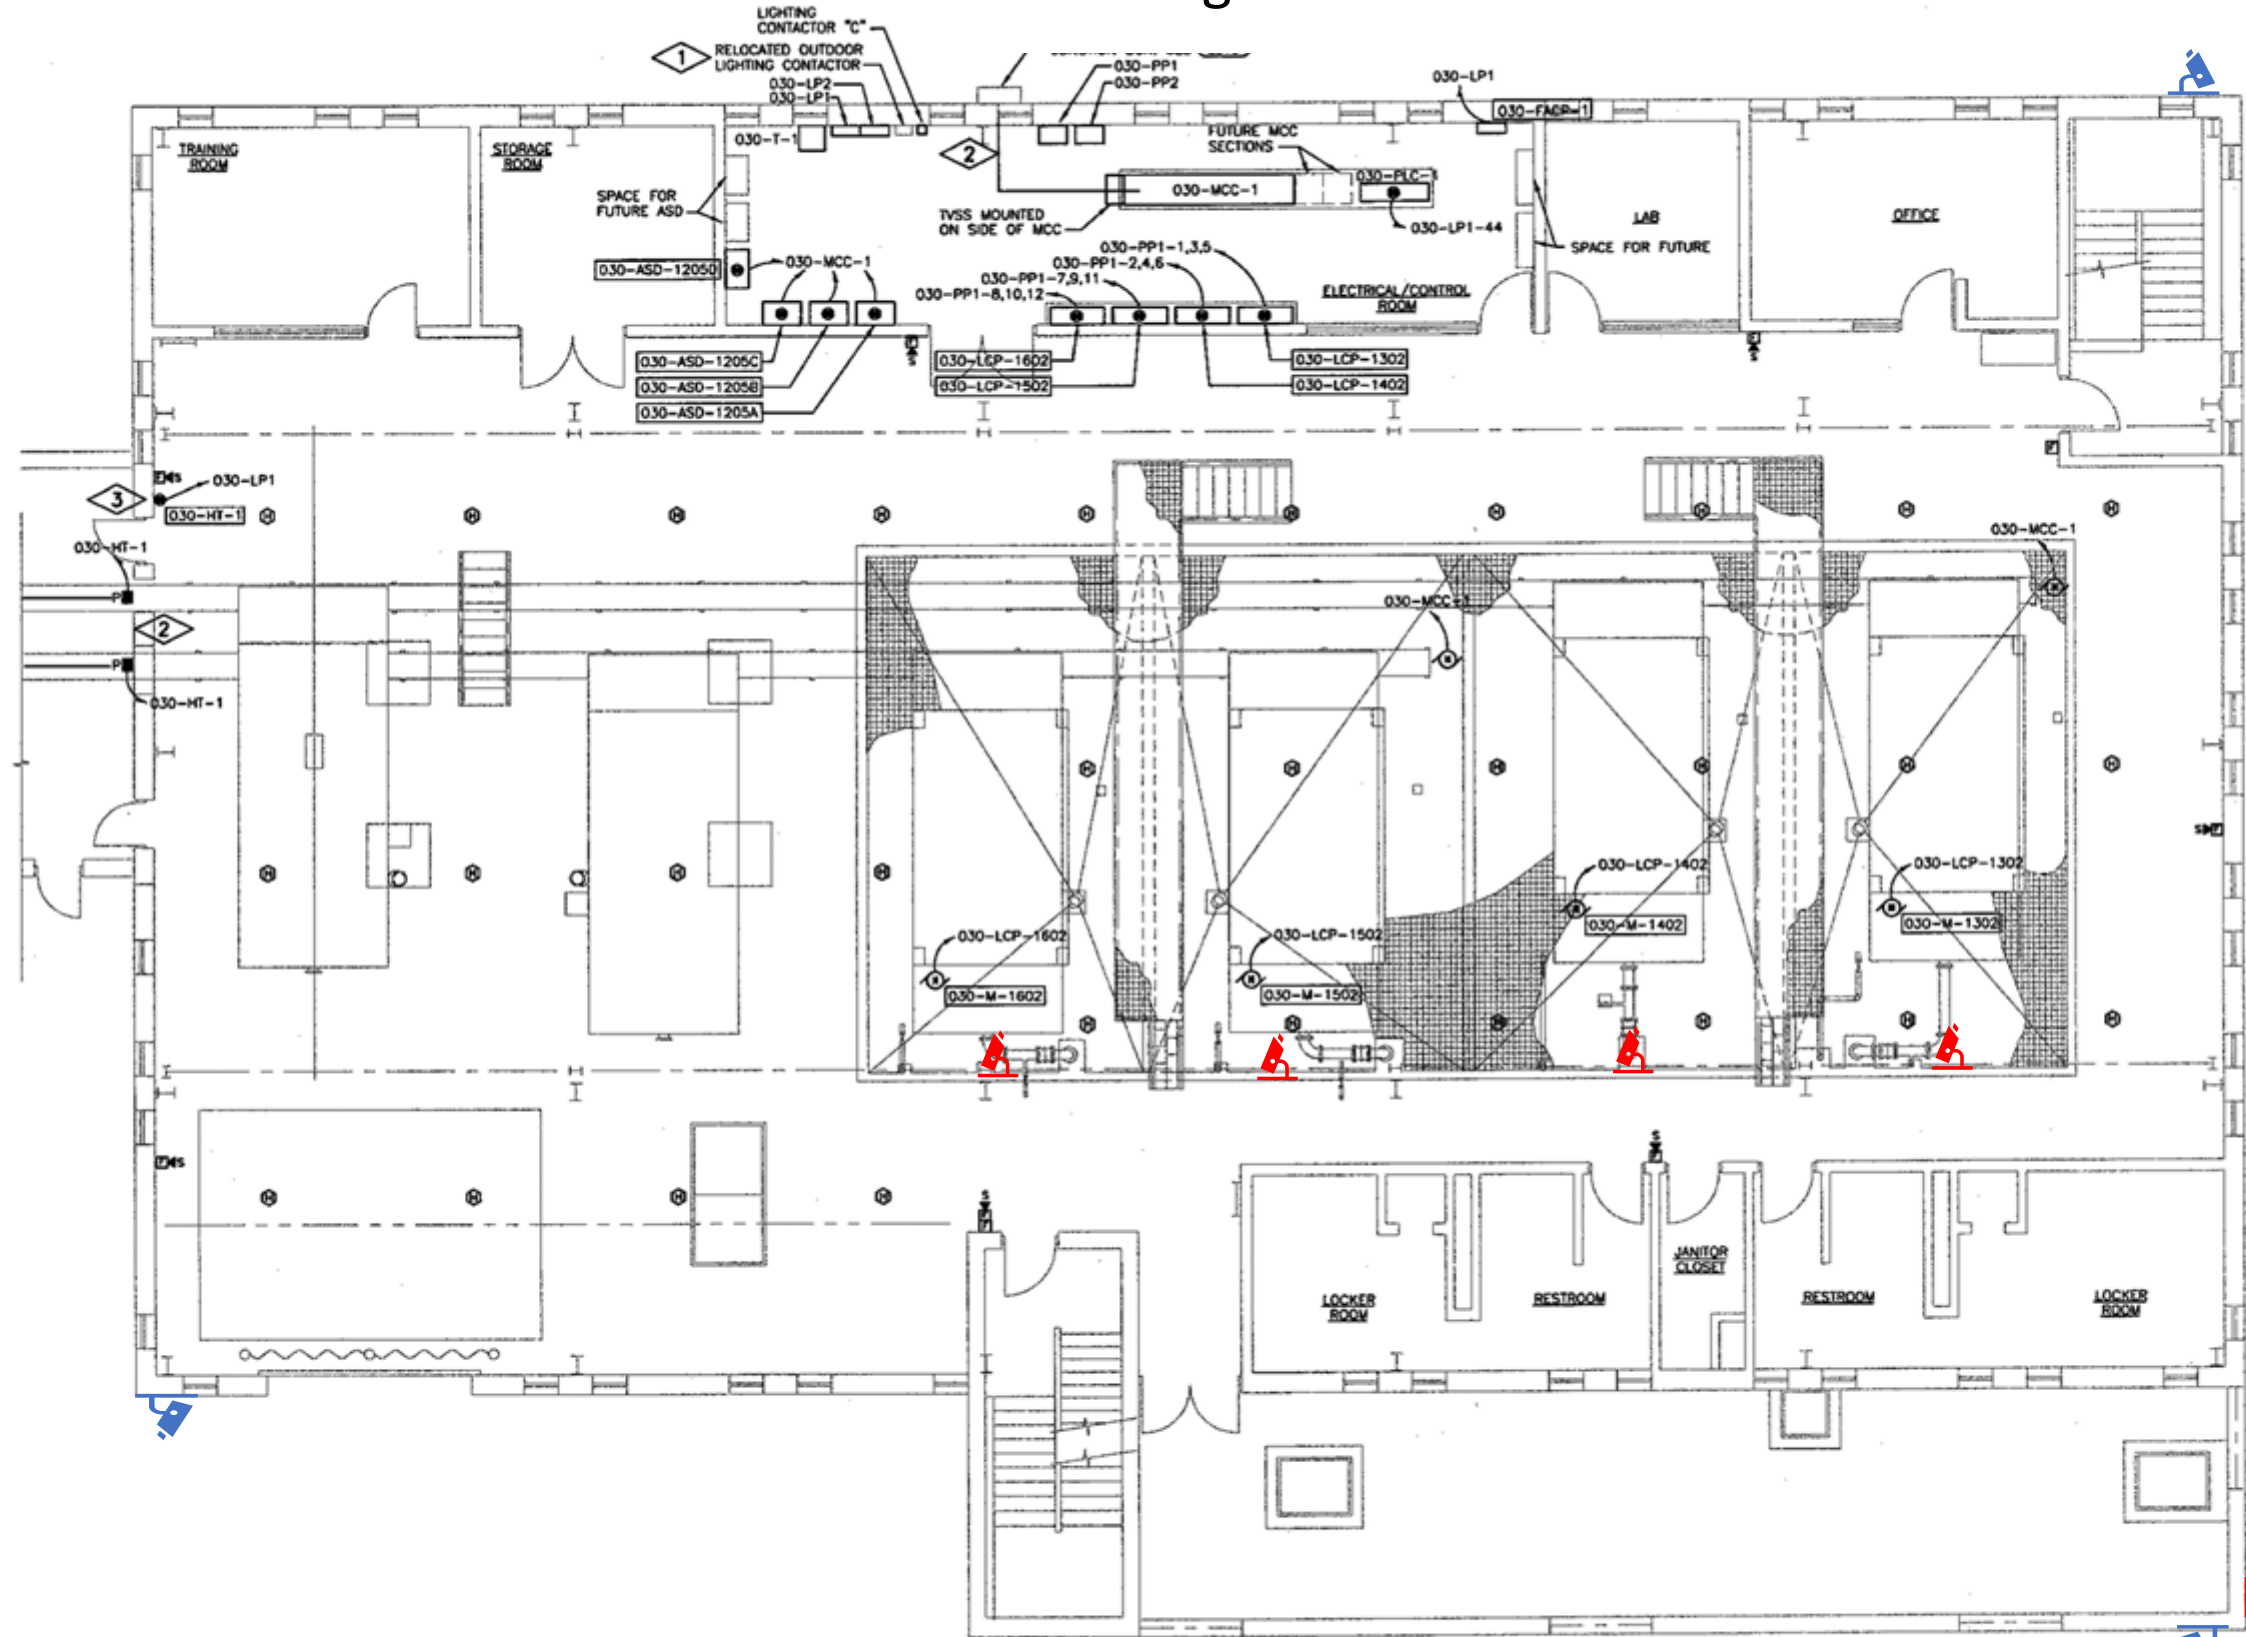 g
LIGHTING
CONTACTOR "C"
1
RELOCATED OUTDOOR
LIGHTING CONTACTOR
030-LP2
030-LP1
030-PP1
030-PP2
030-LP1
030-FACP-1
030-T-1
2
FUTURE MCC
SECTIONS
TRAINING
ROOM
STORAGE
ROOM
SPACE FOR
FUTURE ASD
030-MCC-1
030-PLC-1
TVSS MOUNTED
ON SIDE OF MCC
030-LP1-44
LAB
OFFICE
SPACE FOR FUTURE
030-ASD-1205D
030-MCC-1
030-PP1-1,3,5
030-PP1-2,4,6
030-PP1-7,9,11
030-PP1-8,10,12
ELECTRICAL/CONTROL
ROOM
030-ASD-1205C
030-ASD-1205B
030-ASD-1205A
030-LCP-1602
030-LCP-1502
030-LCP-1302
030-LCP-1402
F S
F S
3
F S
030-LP1
030-HT-1
F
H H H H H H H H H H
030-HT-1
P
2
P
030-HT-1
030-MCC-1
030-MCC-1
H H H H H H
S F
H H H H
030-LCP-1602
030-M-1602
030-LCP-1502
030-M-1502
030-LCP-1402
030-M-1402
030-LCP-1302
030-M-1302
H H H H H H
F S
S F
S F
H H H H
LOCKER
ROOM
RESTROOM
JANITOR
CLOSET
RESTROOM
LOCKER
ROOM